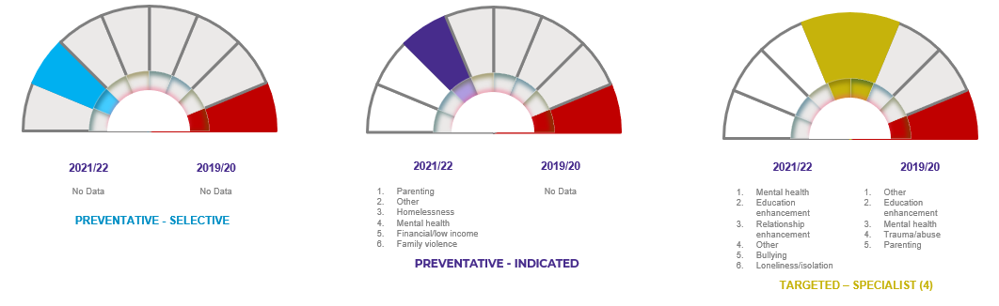 2021/22
2019/20
No Data
No Data
PREVENTATIVE - SELECTIVE
2021/22
2019/20
1. Parenting
2. Other
3. Homelessness
4. Mental health
5. Financial/low income
6. Family violence
No Data
PREVENTATIVE - INDICATED
2021/22
2019/20
1. Mental health
2. Education
enhancement
3. Relationship
enhancement
4. Other
5. Bullying
6. Loneliness/isolation
1. Other
2. Education
enhancement
3. Mental health
4. Trauma/abuse
5. Parenting
TARGETED – SPECIALIST (4)